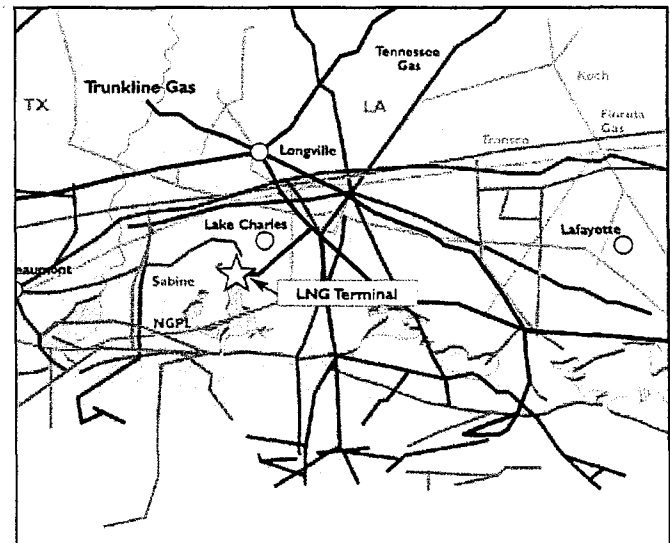 Tennessee
Gas
Trunkline Gas
Koch
TX
LA
Florida
Gas
Transco
Longville
Lake Charles
Lafayette
eaumont
Sabine
LNG Terminal
NGPL